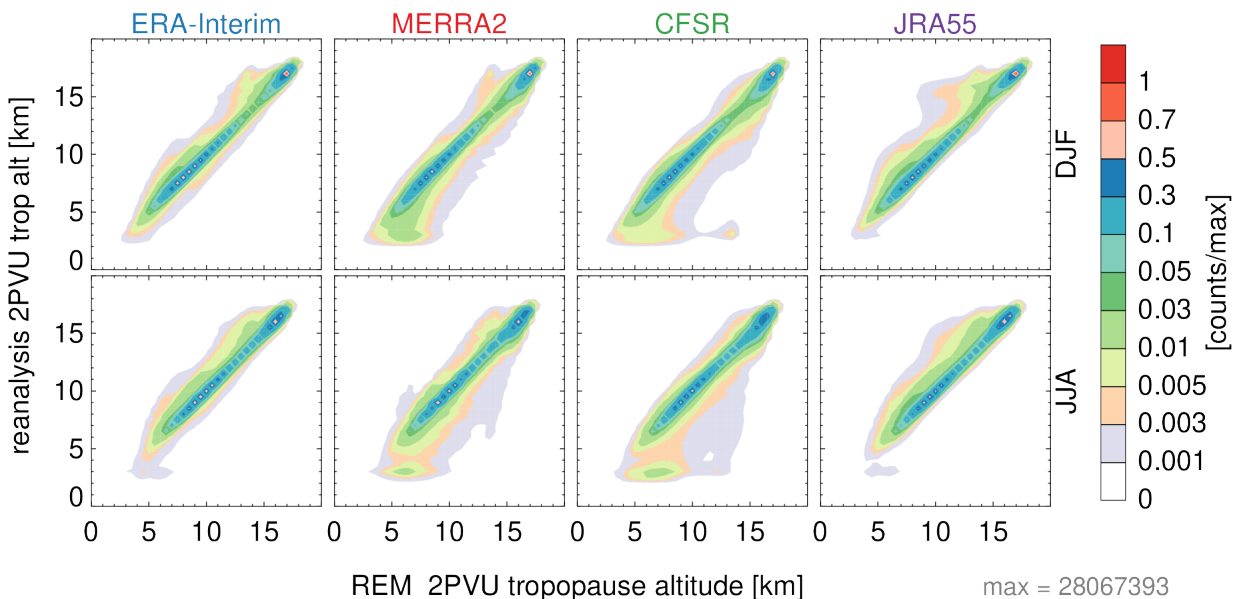 ERA-Interim MERRA2 CFSR JRA55
reanalysis 2PVU trop alt [km]
15
10
5
0
DJF
15
10
5
0
JJA
0 5 10 15 0 5 10 15 0 5 10 15 0 5 10 15
REM 2PVU tropopause altitude [km]
max = 28067393
1
0.7
0.5
0.3
0.1
0.05
0.03
0.01
0.005
0.003
0.001
0
[counts/max]